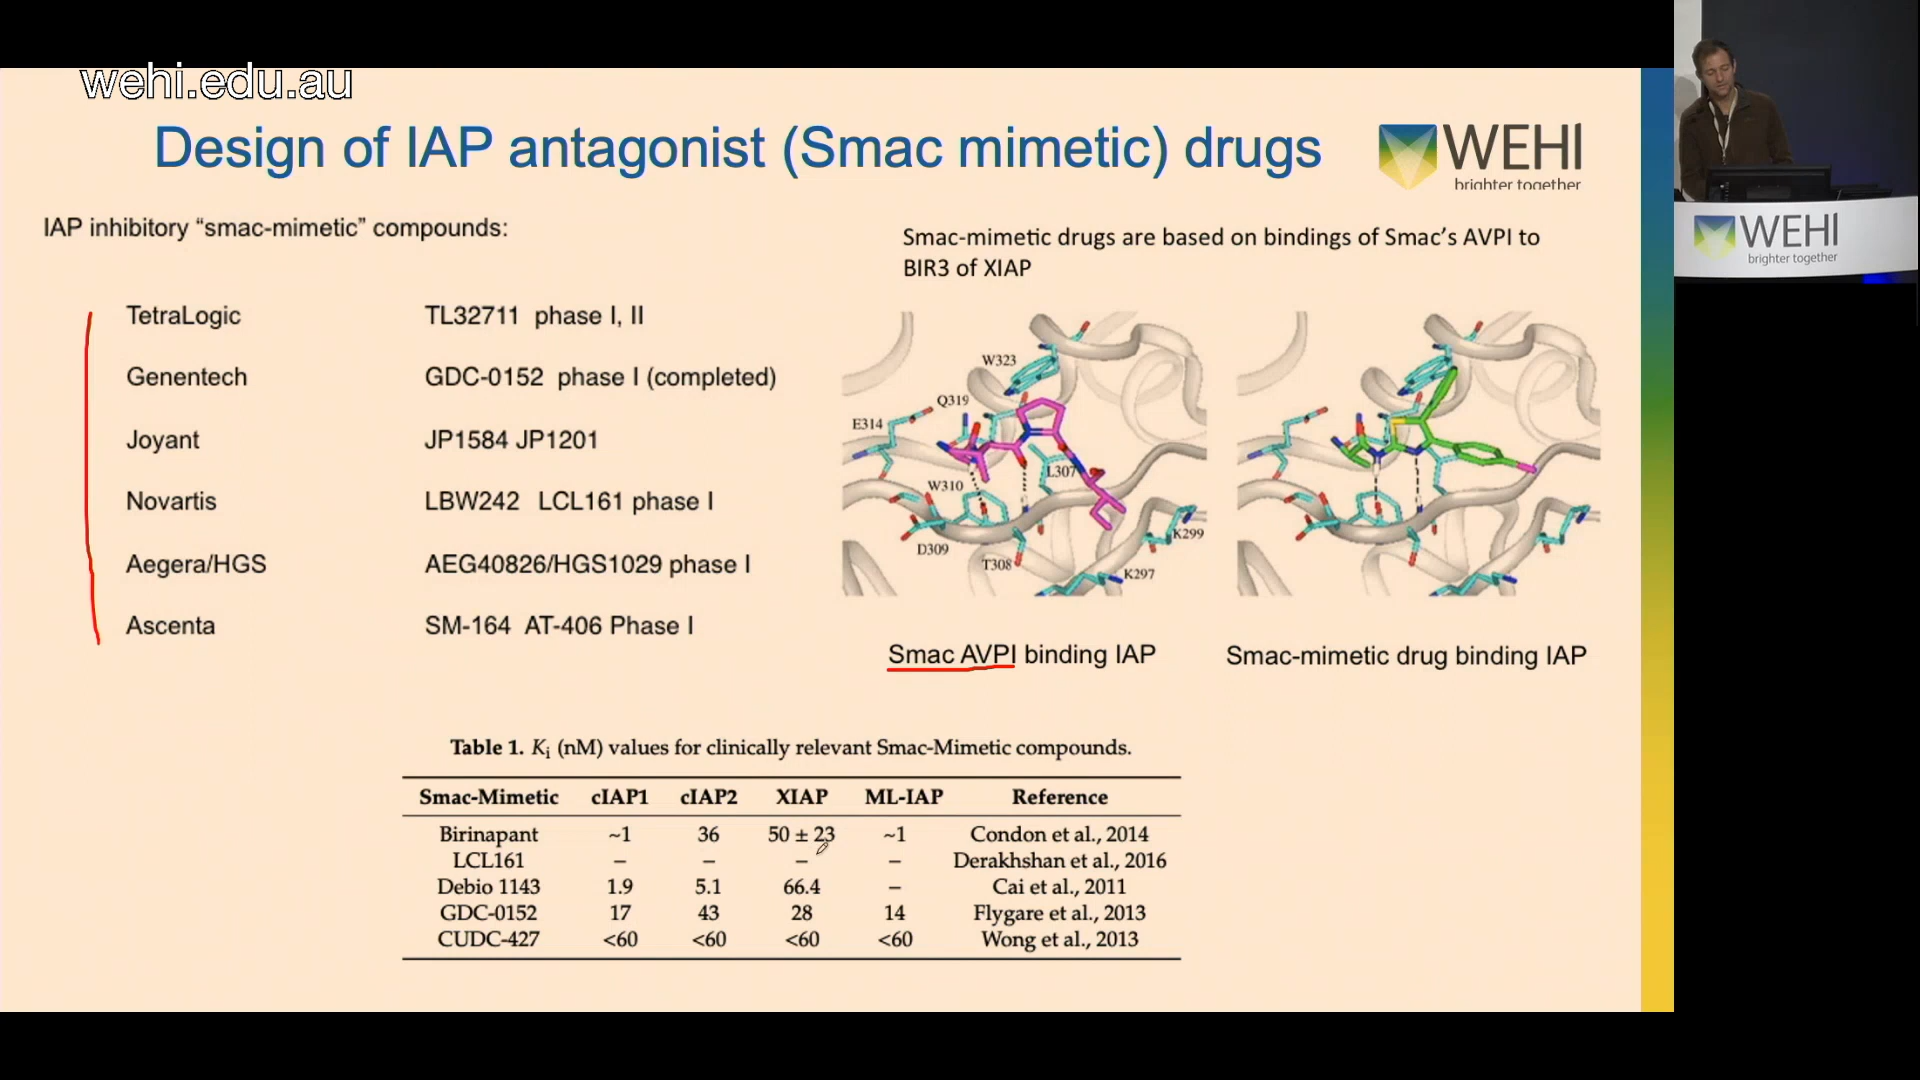 wehi.edu.au
Design of IAP antagonist (Smac mimetic) drugs
WEHI
brighter together
IAP inhibitory “smac-mimetic” compounds:
TetraLogic TL32711 phase I, II
Genentech GDC-0152 phase I (completed)
Joyant JP1584 JP1201
Novartis LBW242 LCL161 phase I
Aegera/HGS AEG40826/HGS1029 phase I
Ascenta SM-164 AT-406 Phase I
Smac-mimetic drugs are based on bindings of Smac’s AVPI to
BIR3 of XIAP
W323
Q319
E314
L307
W310
K299
D309
T308
K297
Smac AVPI binding IAP
Smac-mimetic drug binding IAP
Table 1. Ki (nM) values for clinically relevant Smac-Mimetic compounds.
Smac-Mimetic cIAP1 cIAP2 XIAP ML-IAP Reference
Birinapant ~1 36 50 ± 23 ~1 Condon et al., 2014
LCL161 – – – – Derakhshan et al., 2016
Debio 1143 1.9 5.1 66.4 – Cai et al., 2011
GDC-0152 17 43 28 14 Flygare et al., 2013
CUDC-427 <60 <60 <60 <60 Wong et al., 2013
WEHI
brighter together